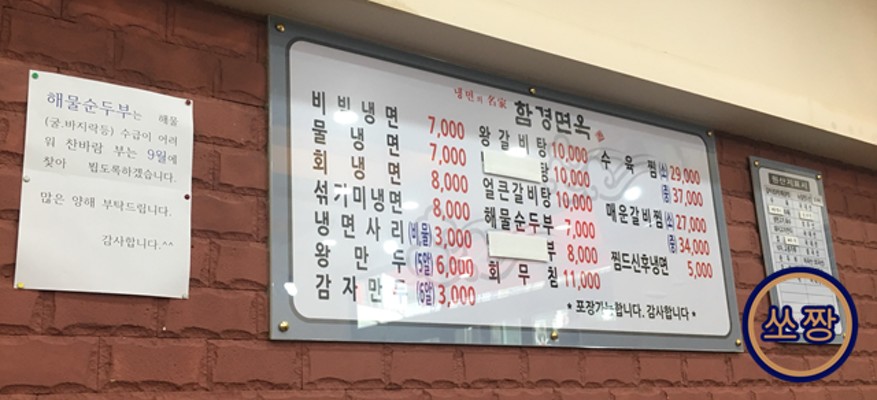 해물순두부는 해물
(굴.바지락등) 수급이 어려
워 찬바람 부는 9월에
찾아 뵙도록하겠습니다.
많은 양해 부탁드립니다.
감사합니다.^^
냉면의 名家 함경면옥
비빔냉면 7,000
물냉면 7,000
회냉면 8,000
섞기미냉면 8,000
냉면사리 (비,물) 3,000
왕만두 (5알) 6,000
감자만두 (6알) 3,000
왕갈비탕 10,000
탕 10,000
얼큰갈비탕 10,000
해물순두부 7,000
부 8,000
회무침 11,000
수육찜 소 29,000
중 37,000
매운갈비찜 소 27,000
중 34,000
찜드신후냉면 5,000
* 포장가능합니다. 감사합니다 *
원산지표시
쏘짱